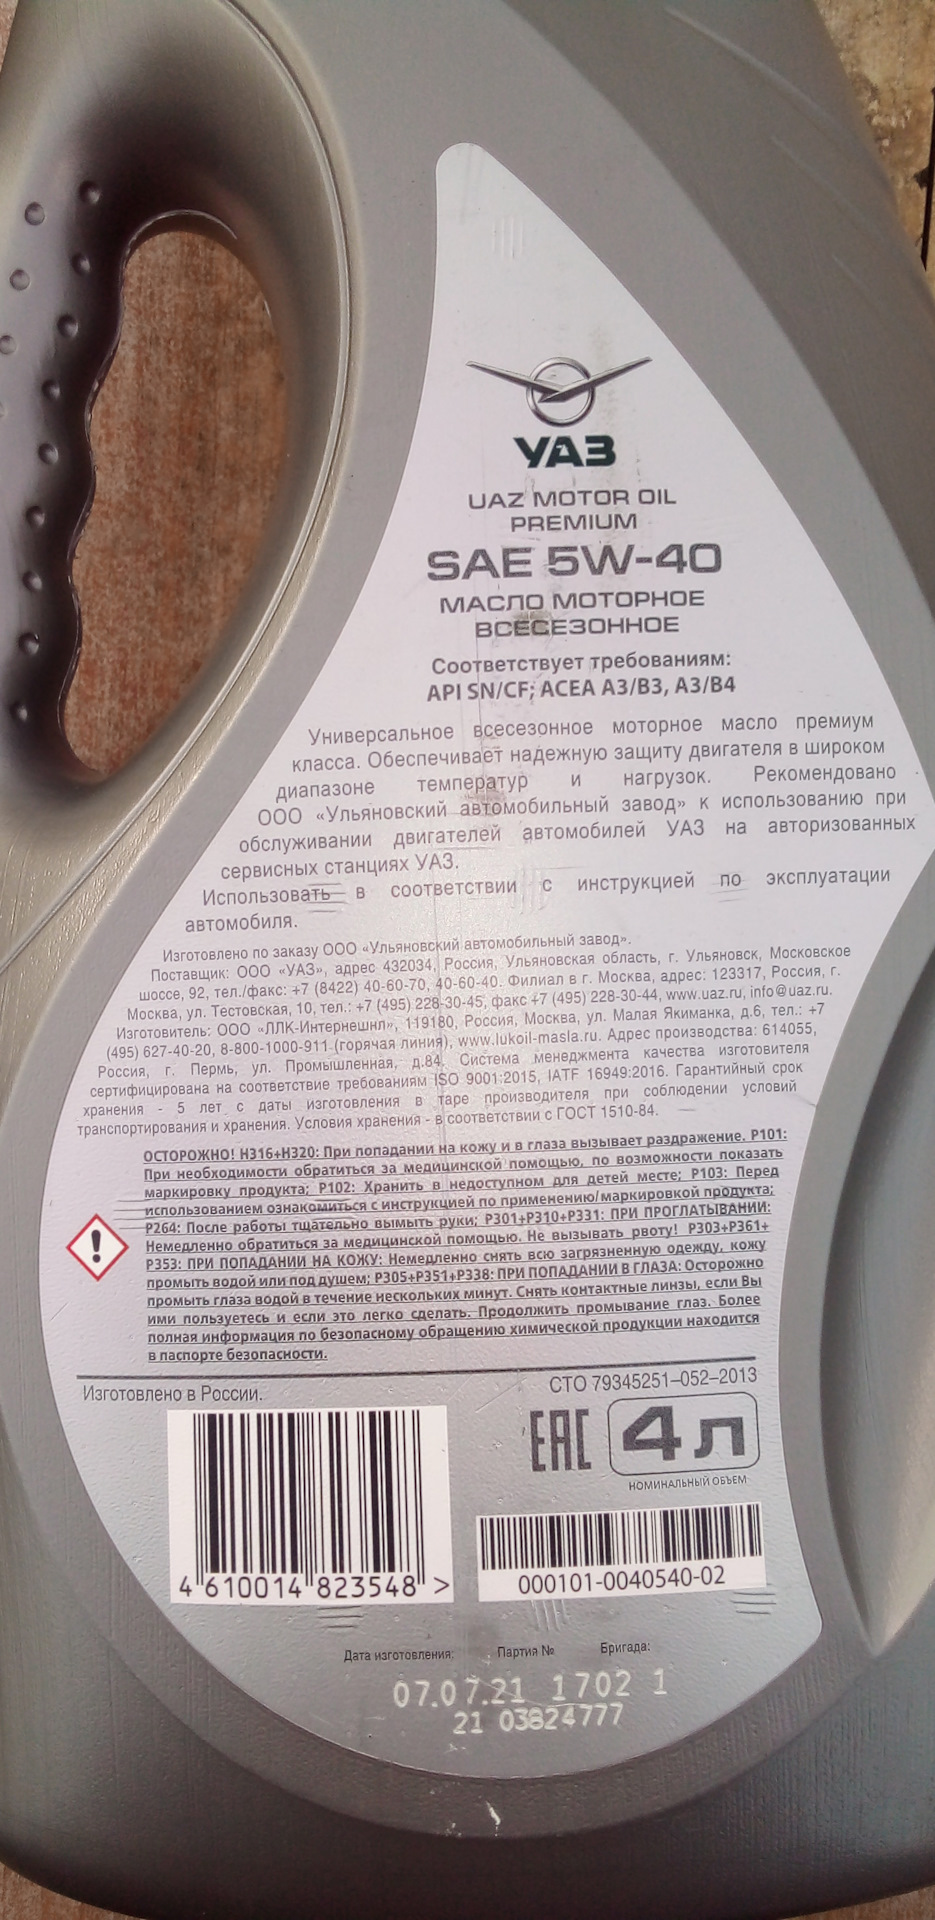 УАЗ
UAZ MOTOR OIL
PREMIUM
SAE 5W-40
МАСЛО МОТОРНОЕ
ВСЕСЕЗОННОЕ
Соответствует требованиям:
API SN/CF; ACEA A3/B3, A3/B4
Универсальное всесезонное моторное масло премиум
класса. Обеспечивает надежную защиту двигателя в широком
диапазоне температур и нагрузок. Рекомендовано
ООО «Ульяновский автомобильный завод» к использованию при
обслуживании двигателей автомобилей УАЗ на авторизованных
сервисных станциях УАЗ.
Использовать в соответствии с инструкцией по эксплуатации
автомобиля.
Изготовлено по заказу ООО «Ульяновский автомобильный завод».
Поставщик: ООО «УАЗ», адрес 432034, Россия, Ульяновская область, г. Ульяновск, Московское
шоссе, 92, тел./факс: +7 (8422) 40-60-70, 40-60-40. Филиал в г. Москва, адрес: 123317, Россия, г.
Москва, ул. Тестовская, 10, тел.: +7 (495) 228-30-45, факс +7 (495) 228-30-44, www.uaz.ru, info@uaz.ru.
Изготовитель: ООО «ЛЛК-Интернешнл», 119180, Россия, Москва, ул. Малая Якиманка, д.6, тел.: +7
(495) 627-40-20, 8-800-1000-911 (горячая линия), www.lukoil-masla.ru. Адрес производства: 614055,
Россия, г. Пермь, ул. Промышленная, д.84. Система менеджмента качества изготовителя
сертифицирована на соответствие требованиям ISO 9001:2015, IATF 16949:2016. Гарантийный срок
хранения - 5 лет с даты изготовления в таре производителя при соблюдении условий
транспортирования и хранения. Условия хранения - в соответствии с ГОСТ 1510-84.
ОСТОРОЖНО! H316+H320: При попадании на кожу и в глаза вызывает раздражение. P101:
При необходимости обратиться за медицинской помощью, по возможности показать
маркировку продукта; P102: Хранить в недоступном для детей месте; P103: Перед
использованием ознакомиться с инструкцией по применению/маркировкой продукта;
P264: После работы тщательно вымыть руки; P301+P310+P331: ПРИ ПРОГЛАТЫВАНИИ:
Немедленно обратиться за медицинской помощью. Не вызывать рвоту! P303+P361+
P353: ПРИ ПОПАДАНИИ НА КОЖУ: Немедленно снять всю загрязненную одежду, кожу
промыть водой или под душем; P305+P351+P338: ПРИ ПОПАДАНИИ В ГЛАЗА: Осторожно
промыть глаза водой в течение нескольких минут. Снять контактные линзы, если Вы
ими пользуетесь и если это легко сделать. Продолжить промывание глаз. Более
полная информация по безопасному обращению химической продукции находится
в паспорте безопасности.
Изготовлено в России.
СТО 79345251–052–2013
EAC
4 л
НОМИНАЛЬНЫЙ ОБЪЕМ
4 610014 823548 >
000101-0040540-02
Дата изготовления: Партия № Бригада:
07.07.21 1702 1
21 03824777